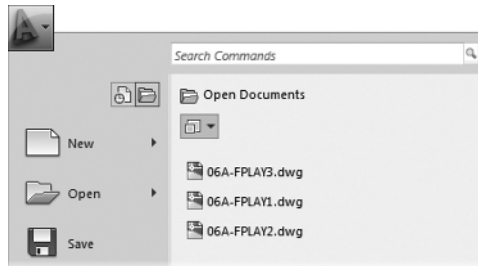 Search Commands
Open Documents
New
06A-FPLAY3.dwg
Open
06A-FPLAY1.dwg
06A-FPLAY2.dwg
Save